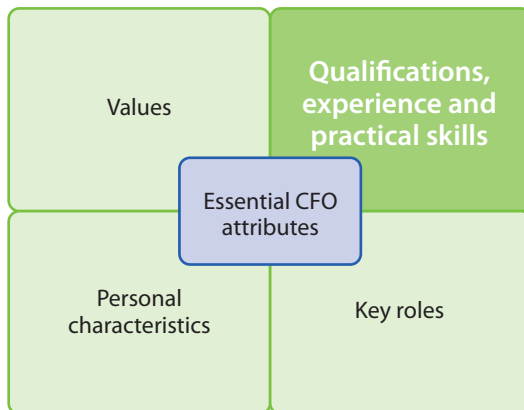 Values
Qualifications,
experience and
practical skills
Essential CFO
attributes
Personal
characteristics
Key roles